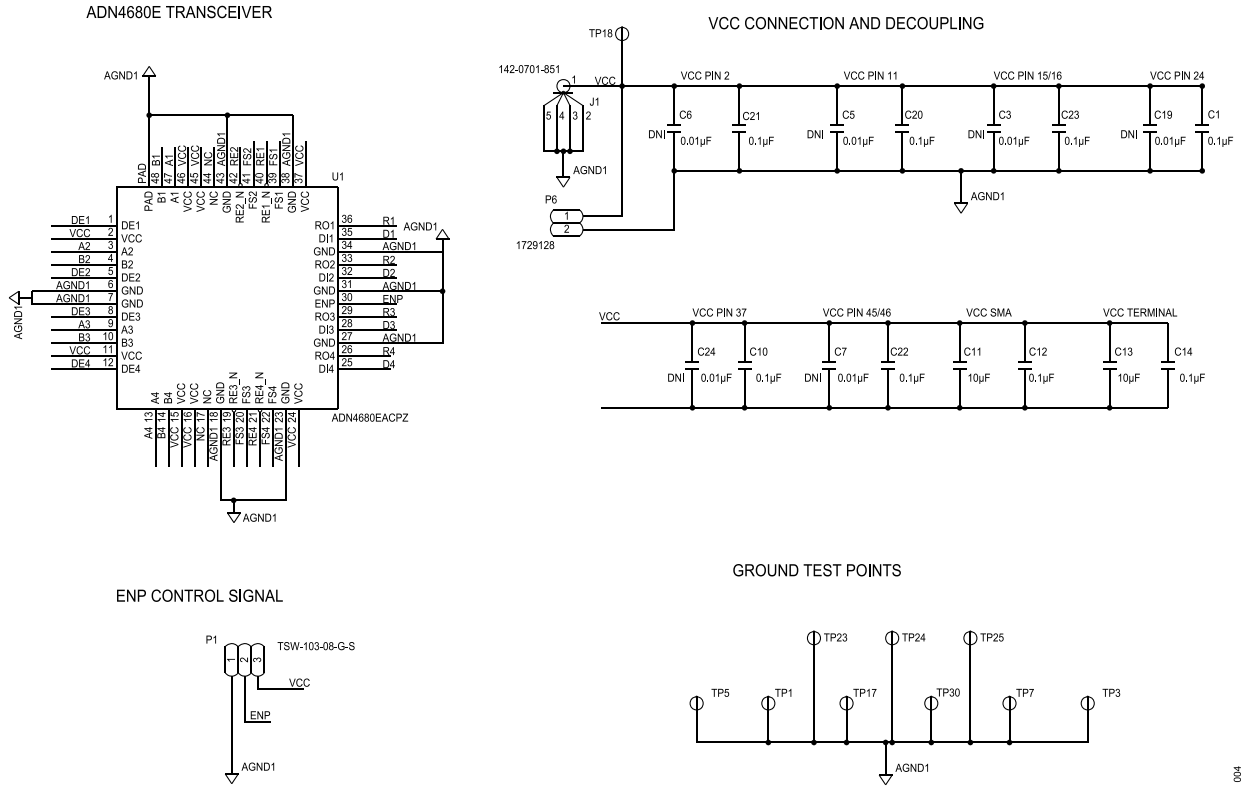 ADN4680E TRANSCEIVER
AGND1
PAD
48 B1
47 A1
46 VCC
45 VCC
44 NC
43 AGND1
42 RE2
41 FS2
40 RE1
39 FS1
38 AGND1
37 VCC
U1
PAD
B1
A1
VCC
VCC
NC
GND
RE2_N
FS2
RE1_N
FS1
GND
VCC
DE1 1 DE1
VCC 2 VCC
A2 3 A2
B2 4 B2
DE2 5 DE2
AGND1 6 GND
AGND1 7 GND
DE3 8 DE3
A3 9 A3
B3 10 B3
VCC 11 VCC
DE4 12 DE4
AGND1
RO1 36 R1
DI1 35 D1
GND 34 AGND1
RO2 33 R2
DI2 32 D2
GND 31 AGND1
ENP 30 ENP
RO3 29 R3
DI3 28 D3
GND 27 AGND1
RO4 26 R4
DI4 25 D4
AGND1
A4
B4
VCC
VCC
NC
GND
RE3_N
FS3
RE4_N
FS4
GND
VCC
A4 13
B4 14
VCC 15
VCC 16
NC 17
AGND1 18
RE3 19
FS3 20
RE4 21
FS4 22
AGND1 23
VCC 24
ADN4680EACPZ
AGND1
VCC CONNECTION AND DECOUPLING
TP18
142-0701-851
1
VCC
J1
5 4 3 2
AGND1
P6
1
2
1729128
VCC PIN 2
VCC PIN 11
VCC PIN 15/16
VCC PIN 24
C6
DNI 0.01µF
C21
0.1µF
C5
DNI 0.01µF
C20
0.1µF
C3
DNI 0.01µF
C23
0.1µF
C19
DNI 0.01µF
C1
0.1µF
AGND1
VCC
VCC PIN 37
VCC PIN 45/46
VCC SMA
VCC TERMINAL
C24
DNI 0.01µF
C10
0.1µF
C7
DNI 0.01µF
C22
0.1µF
C11
10µF
C12
0.1µF
C13
10µF
C14
0.1µF
ENP CONTROL SIGNAL
P1
1 2 3
TSW-103-08-G-S
VCC
ENP
AGND1
GROUND TEST POINTS
TP23
TP24
TP25
TP5
TP1
TP17
TP30
TP7
TP3
AGND1
004